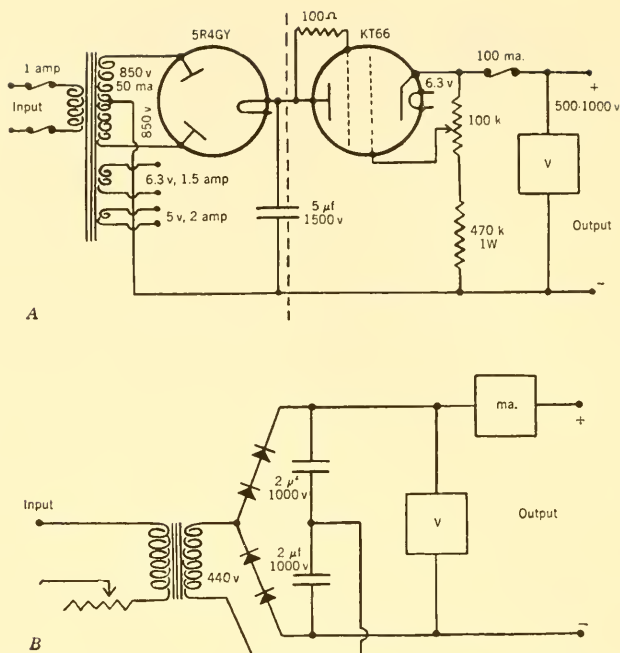 5R4GY
100Ω
KT66
1 amp
Input
850 v
50 ma
850 v
6.3 v, 1.5 amp
5 v, 2 amp
5 μf
1500 v
6.3 v
100 ma.
100 k
470 k
1W
+
500-1000 v
V
Output
-
A
Input
440 v
2 μ
1000 v
2 μf
1000 v
ma.
+
V
Output
-
B